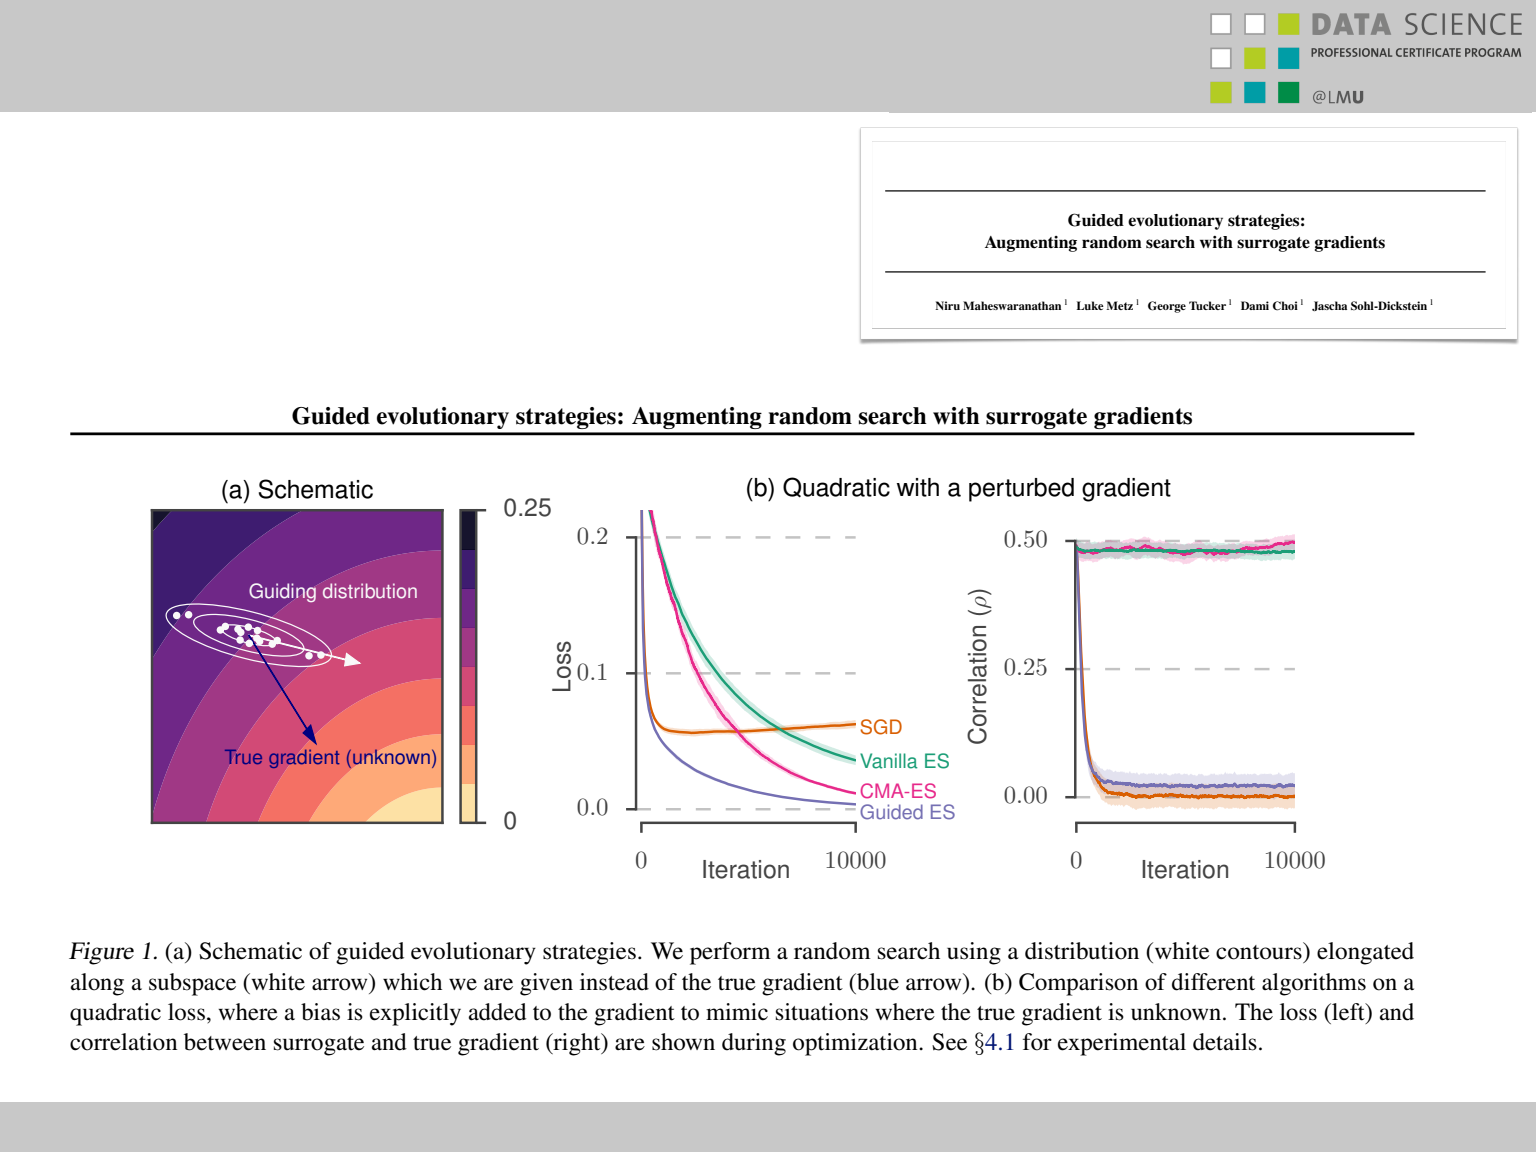 DATA SCIENCE
PROFESSIONAL CERTIFICATE PROGRAM
@LMU
Guided evolutionary strategies:
Augmenting random search with surrogate gradients
Niru Maheswaranathan 1 Luke Metz 1 George Tucker 1 Dami Choi 1 Jascha Sohl-Dickstein 1
Guided evolutionary strategies: Augmenting random search with surrogate gradients
(a) Schematic
0.25
0
Guiding distribution
True gradient (unknown)
(b) Quadratic with a perturbed gradient
0.2
0.1
0.0
Loss
SGD
Vanilla ES
CMA-ES
Guided ES
0
10000
Iteration
0.50
0.25
0.00
Correlation (ρ)
0
10000
Iteration
Figure 1. (a) Schematic of guided evolutionary strategies. We perform a random search using a distribution (white contours) elongated
along a subspace (white arrow) which we are given instead of the true gradient (blue arrow). (b) Comparison of different algorithms on a
quadratic loss, where a bias is explicitly added to the gradient to mimic situations where the true gradient is unknown. The loss (left) and
correlation between surrogate and true gradient (right) are shown during optimization. See §4.1 for experimental details.